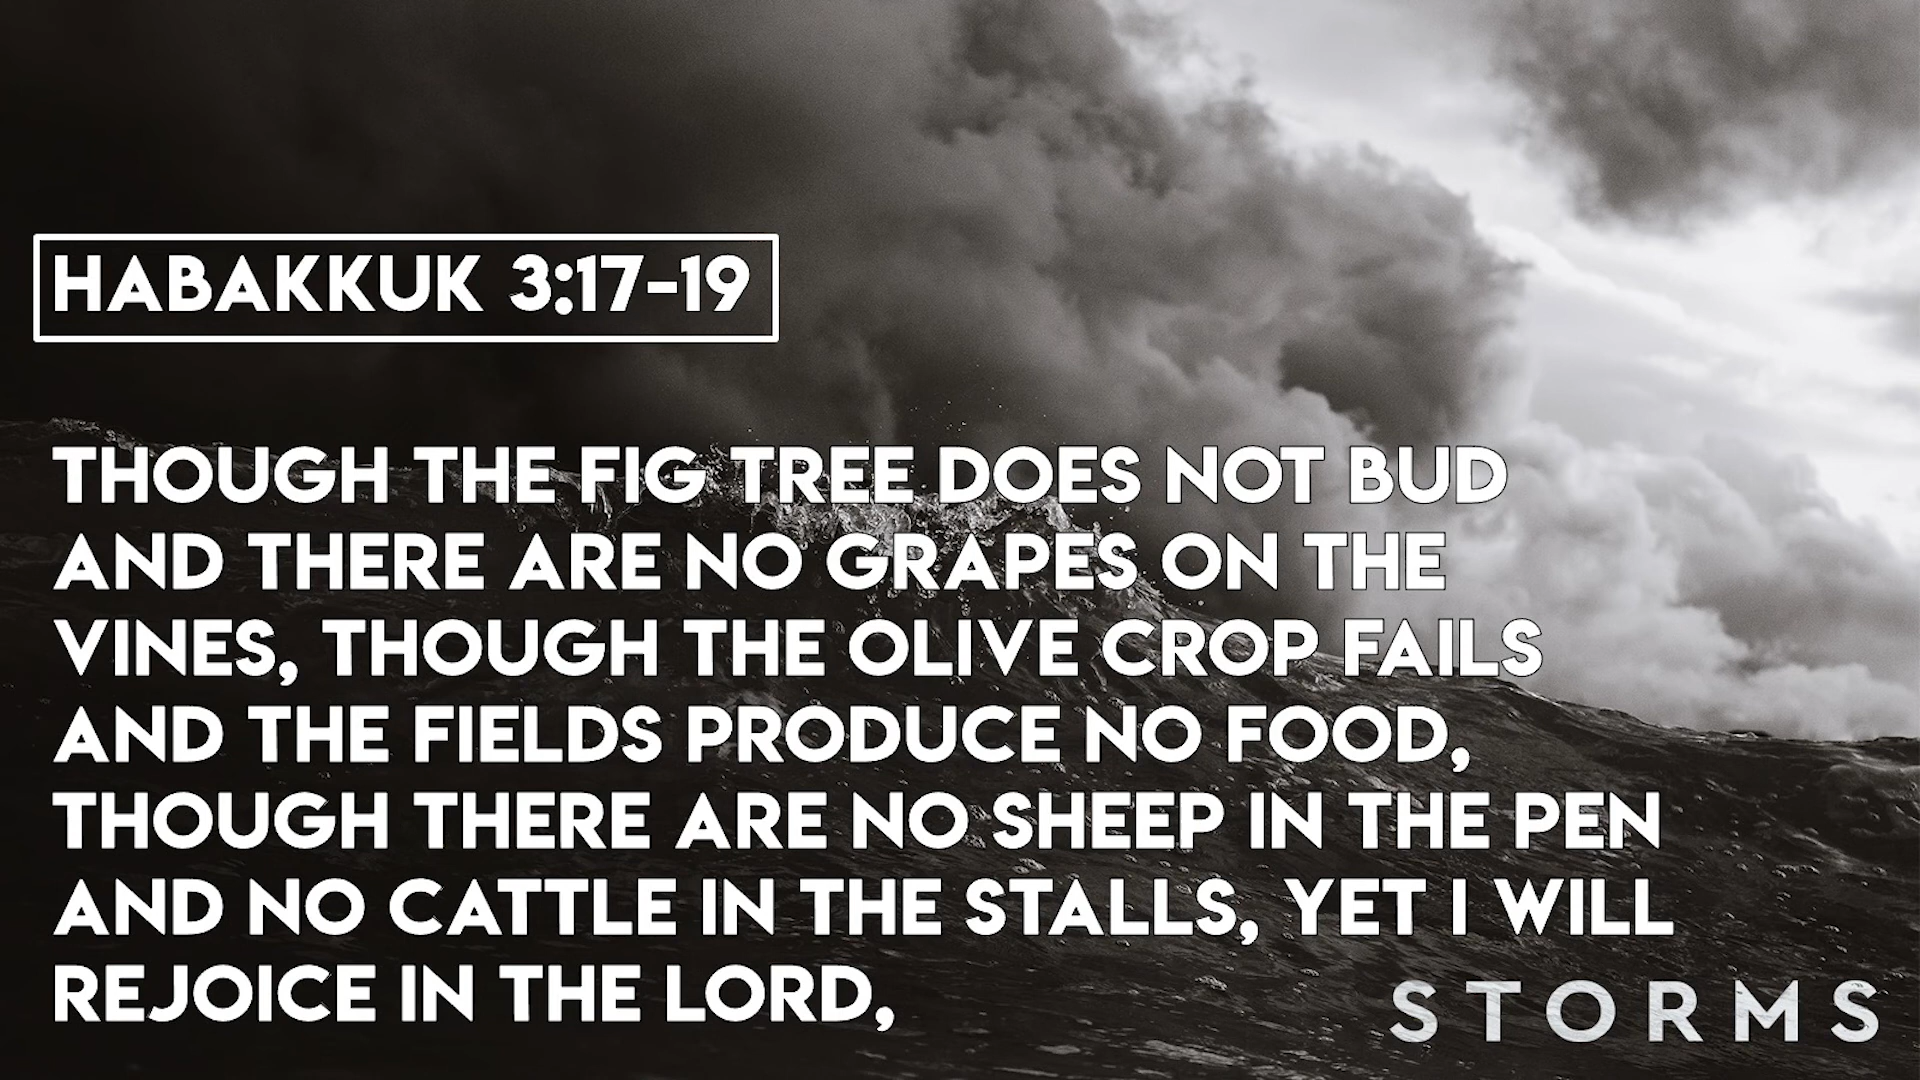 HABAKKUK 3:17-19
THOUGH THE FIG TREE DOES NOT BUD
AND THERE ARE NO GRAPES ON THE
VINES, THOUGH THE OLIVE CROP FAILS
AND THE FIELDS PRODUCE NO FOOD,
THOUGH THERE ARE NO SHEEP IN THE PEN
AND NO CATTLE IN THE STALLS, YET I WILL
REJOICE IN THE LORD,
STORMS